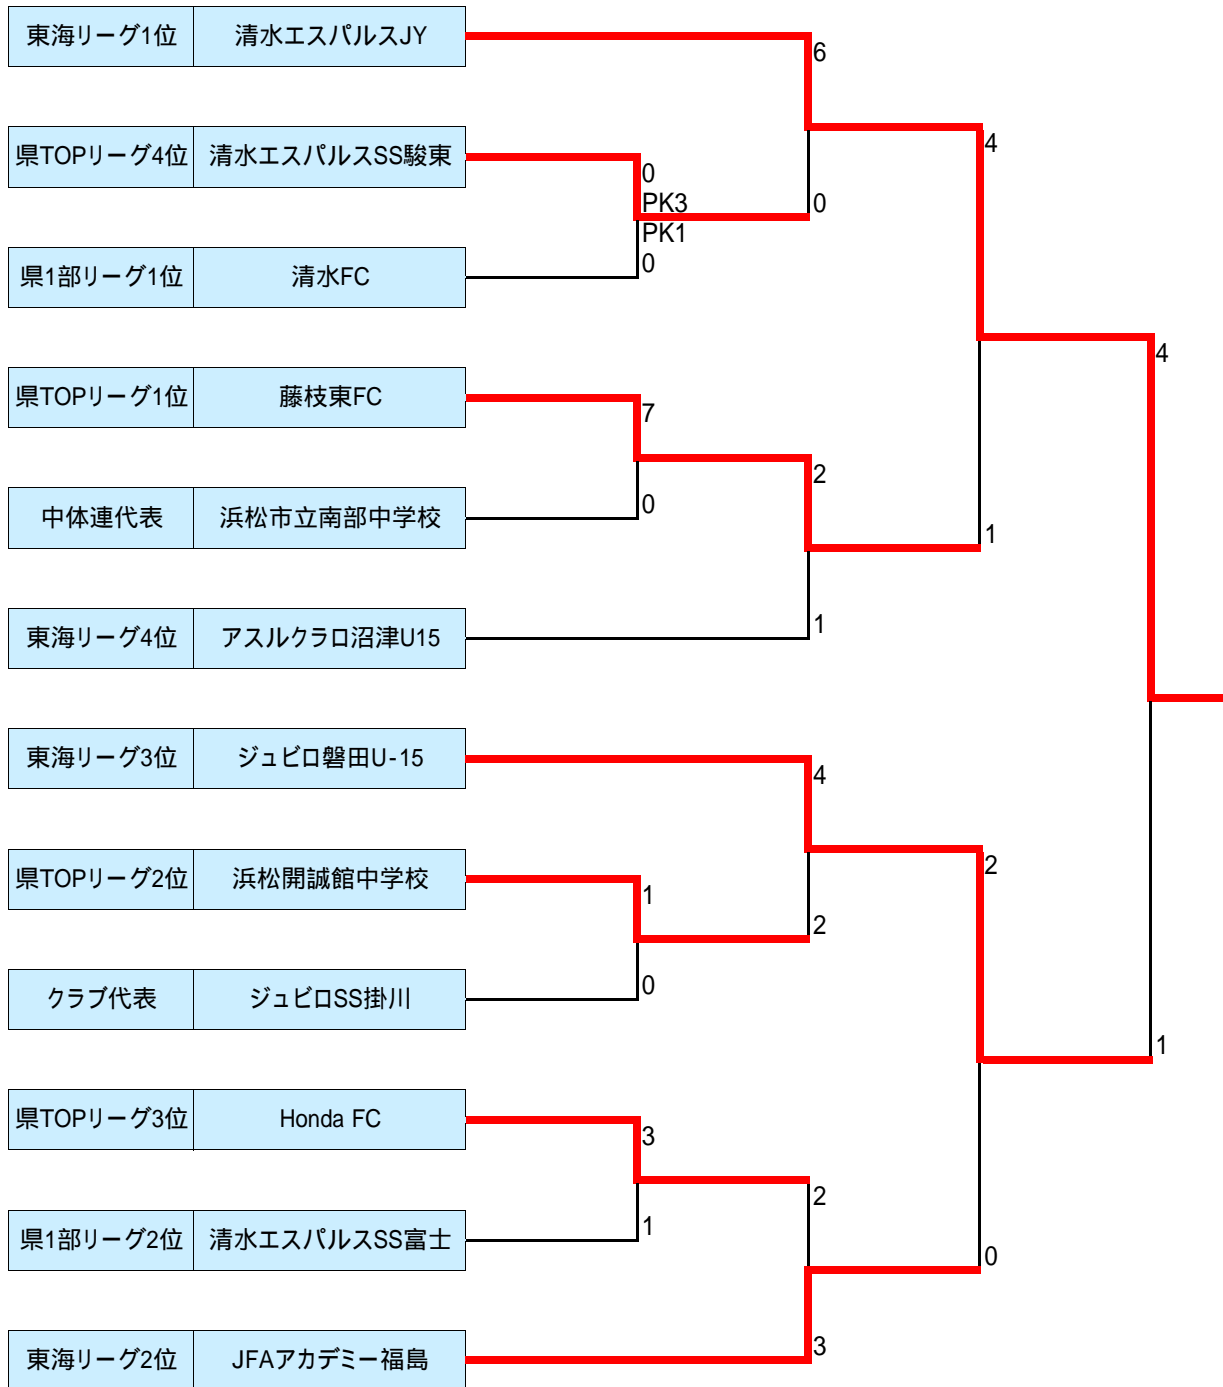 東海リーグ1位 清水エスパルスJY
6
県TOPリーグ4位 清水エスパルスSS駿東
4
0
PK3
0
PK1
0
県1部リーグ1位 清水FC
4
県TOPリーグ1位 藤枝東FC
7
2
0
中体連代表 浜松市立南部中学校
1
1
東海リーグ4位 アスルクラロ沼津U15
東海リーグ3位 ジュビロ磐田U-15
4
2
県TOPリーグ2位 浜松開誠館中学校
1
2
0
クラブ代表 ジュビロSS掛川
1
県TOPリーグ3位 Honda FC
3
2
1
県1部リーグ2位 清水エスパルスSS富士
0
3
東海リーグ2位 JFAアカデミー福島